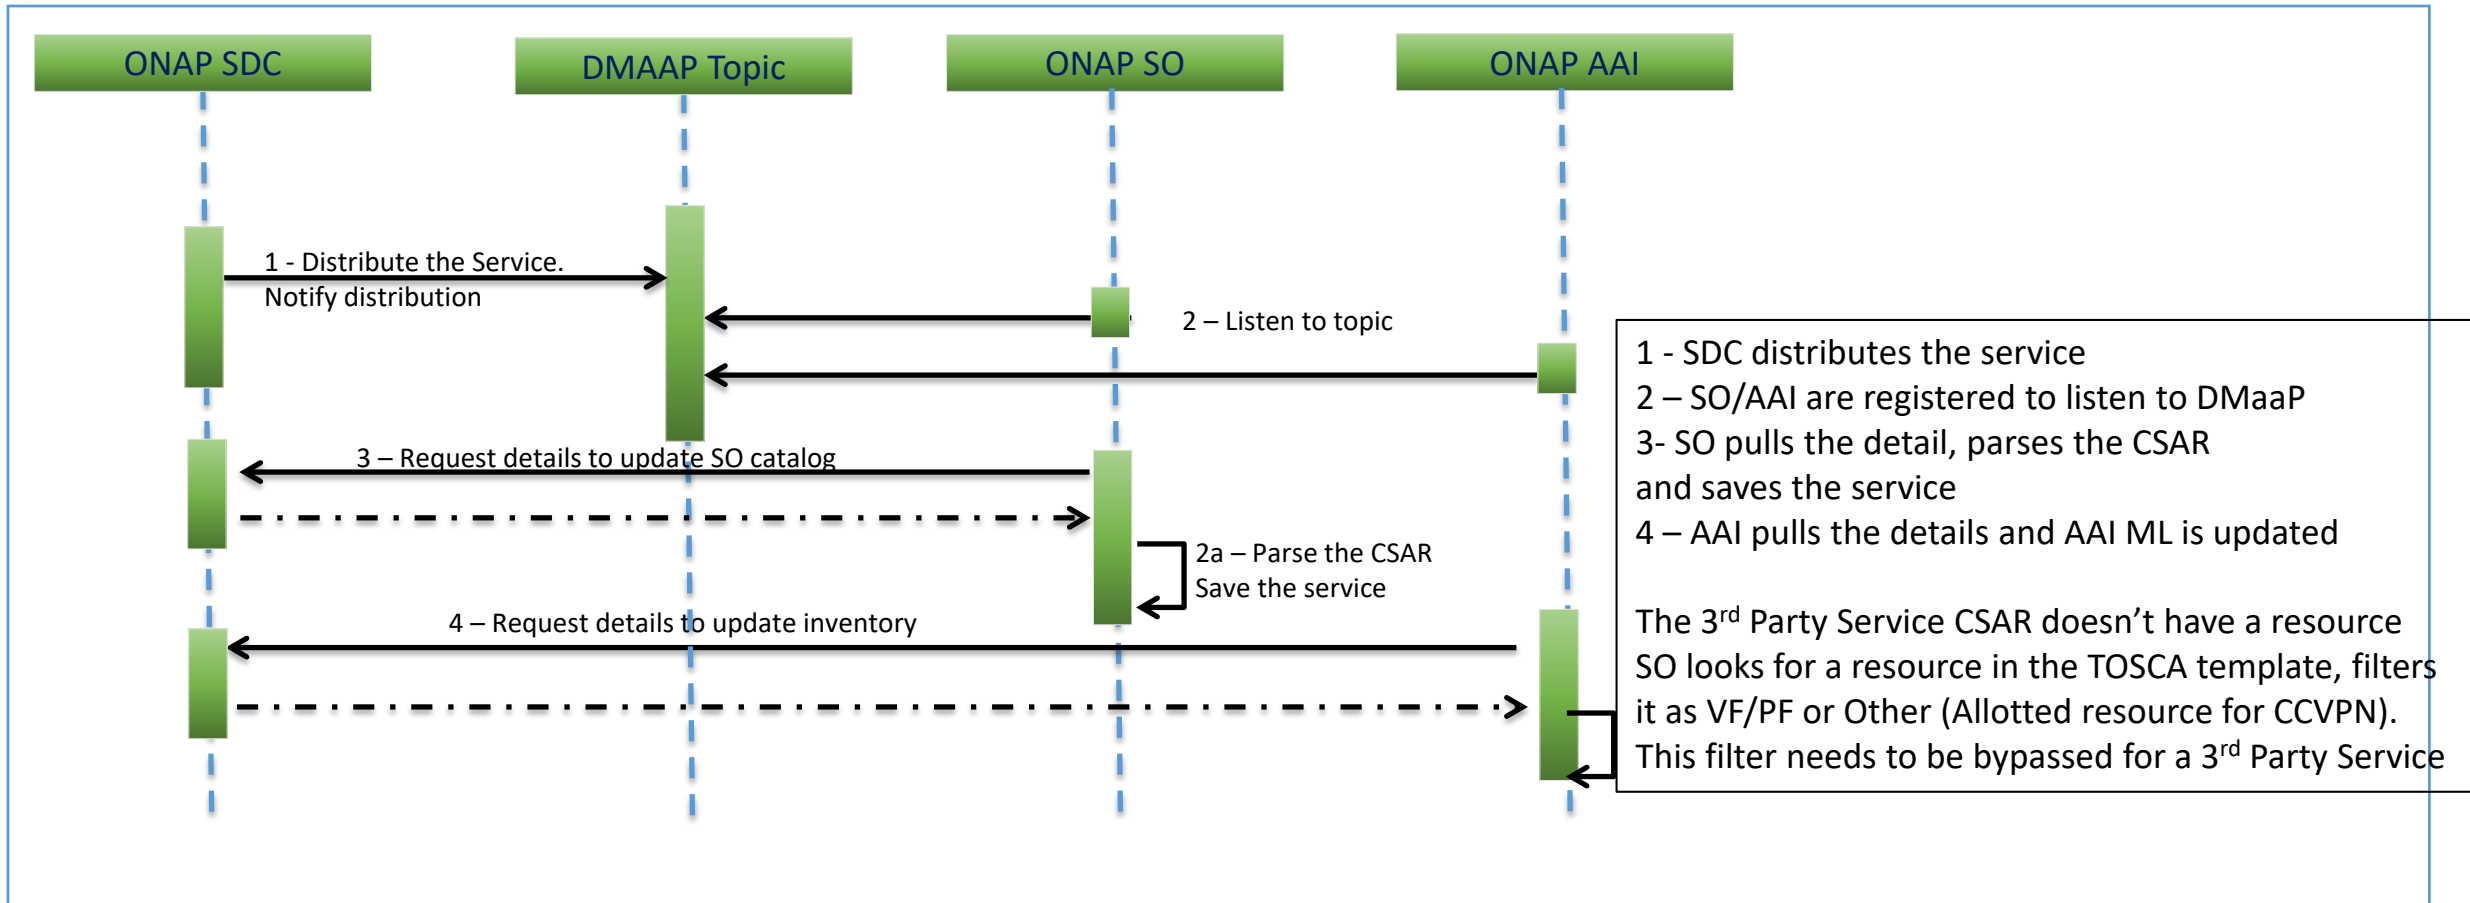 ONAP SDC
DMAAP Topic
ONAP SO
ONAP AAI
1 - Distribute the Service.
Notify distribution
2 – Listen to topic
3 – Request details to update SO catalog
2a – Parse the CSAR
Save the service
4 – Request details to update inventory
1 - SDC distributes the service
2 – SO/AAI are registered to listen to DMaaP
3- SO pulls the detail, parses the CSAR
and saves the service
4 – AAI pulls the details and AAI ML is updated
The 3rd Party Service CSAR doesn’t have a resource
SO looks for a resource in the TOSCA template, filters
it as VF/PF or Other (Allotted resource for CCVPN).
This filter needs to be bypassed for a 3rd Party Service